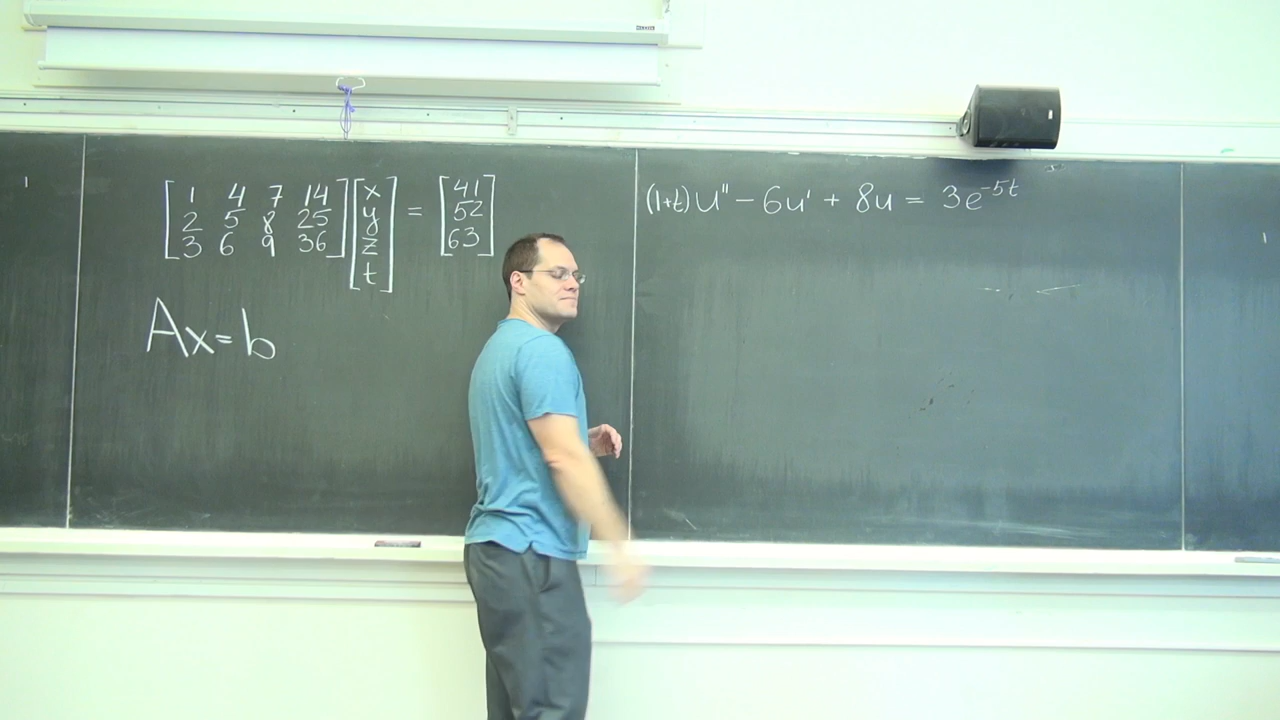 [1 4 7 14] [x] = [41]
[2 5 8 25] [y] [52]
[3 6 9 36] [z] [63]
[t]
Ax=b
(1+t)u'' - 6u' + 8u = 3e^{-5t}